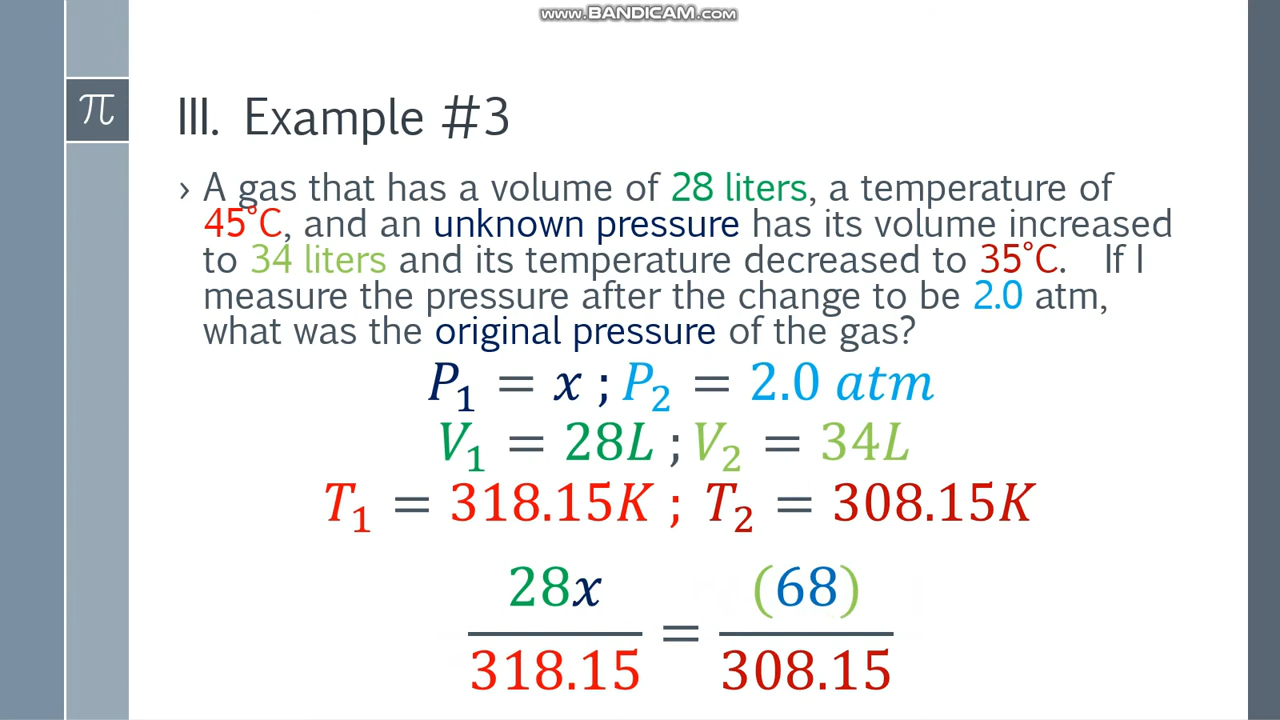 www.BANDICAM.com
π
III. Example #3
› A gas that has a volume of 28 liters, a temperature of
45°C, and an unknown pressure has its volume increased
to 34 liters and its temperature decreased to 35°C. If I
measure the pressure after the change to be 2.0 atm,
what was the original pressure of the gas?
P₁ = x ; P₂ = 2.0 atm
V₁ = 28L ; V₂ = 34L
T₁ = 318.15K ; T₂ = 308.15K
28x (68)
=
318.15 308.15